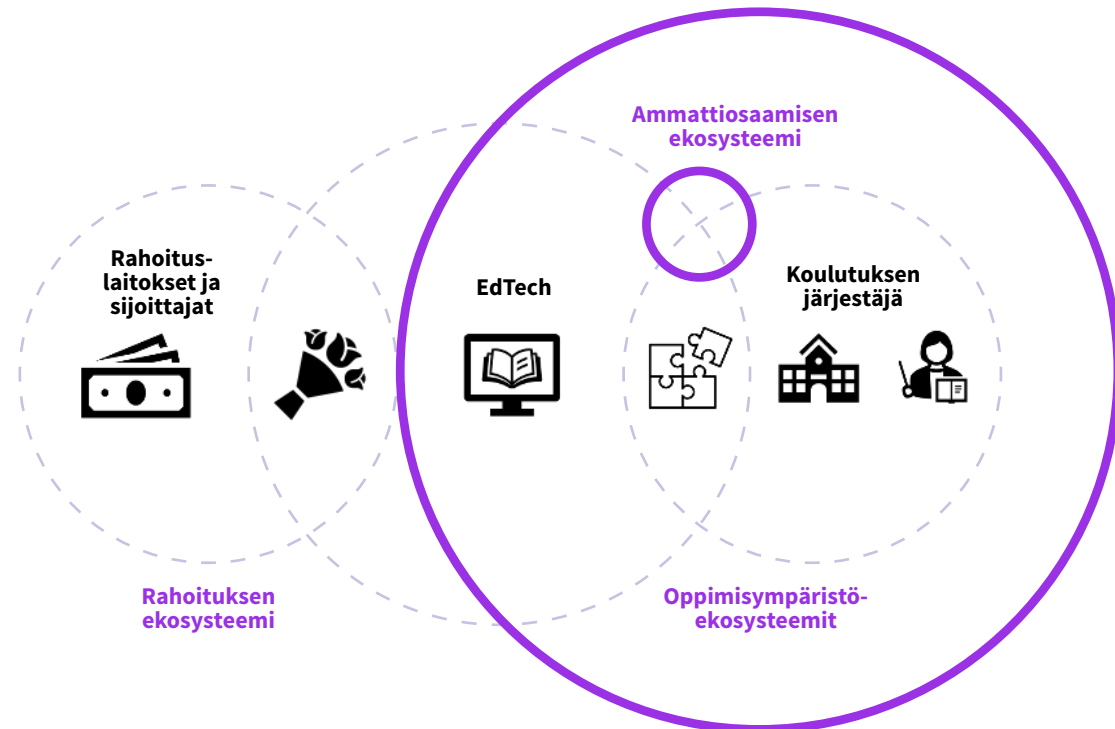 Ammattiosaamisen
ekosysteemi
Rahoitus-
laitokset ja
sijoittajat
EdTech
Koulutuksen
järjestäjä
Rahoituksen
ekosysteemi
Oppimisympäristö-
ekosysteemit